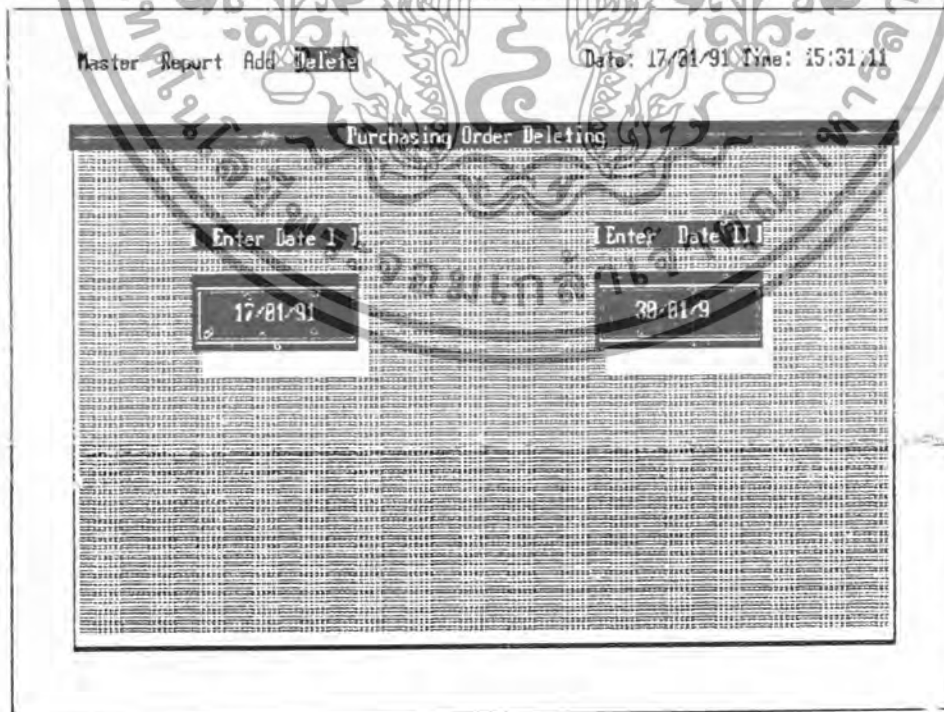 Master Report Add Delete Date: 17/01/91 Time: 15:31:11
Purchasing Order Deleting
[ Enter Date I ] [Enter Date II]
17/01/91 30/01/9